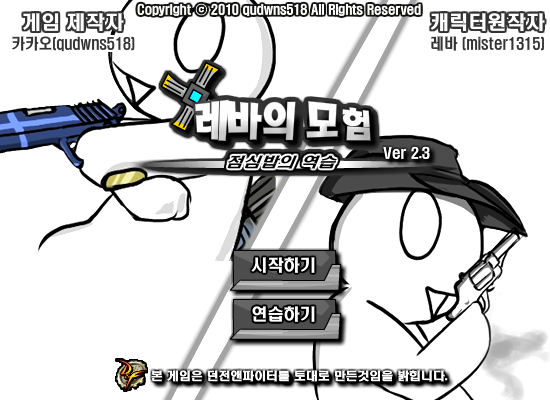 Copyright © 2010 qudwns518 All Rights Reserved
게임 제작자
카카오(qudwns518)
캐릭터원작자
레바 (mister1315)
레바의 모험
점심밥의 역습
Ver 2.3
시작하기
연습하기
본 게임은 던전앤파이터를 토대로 만든것임을 밝힙니다.